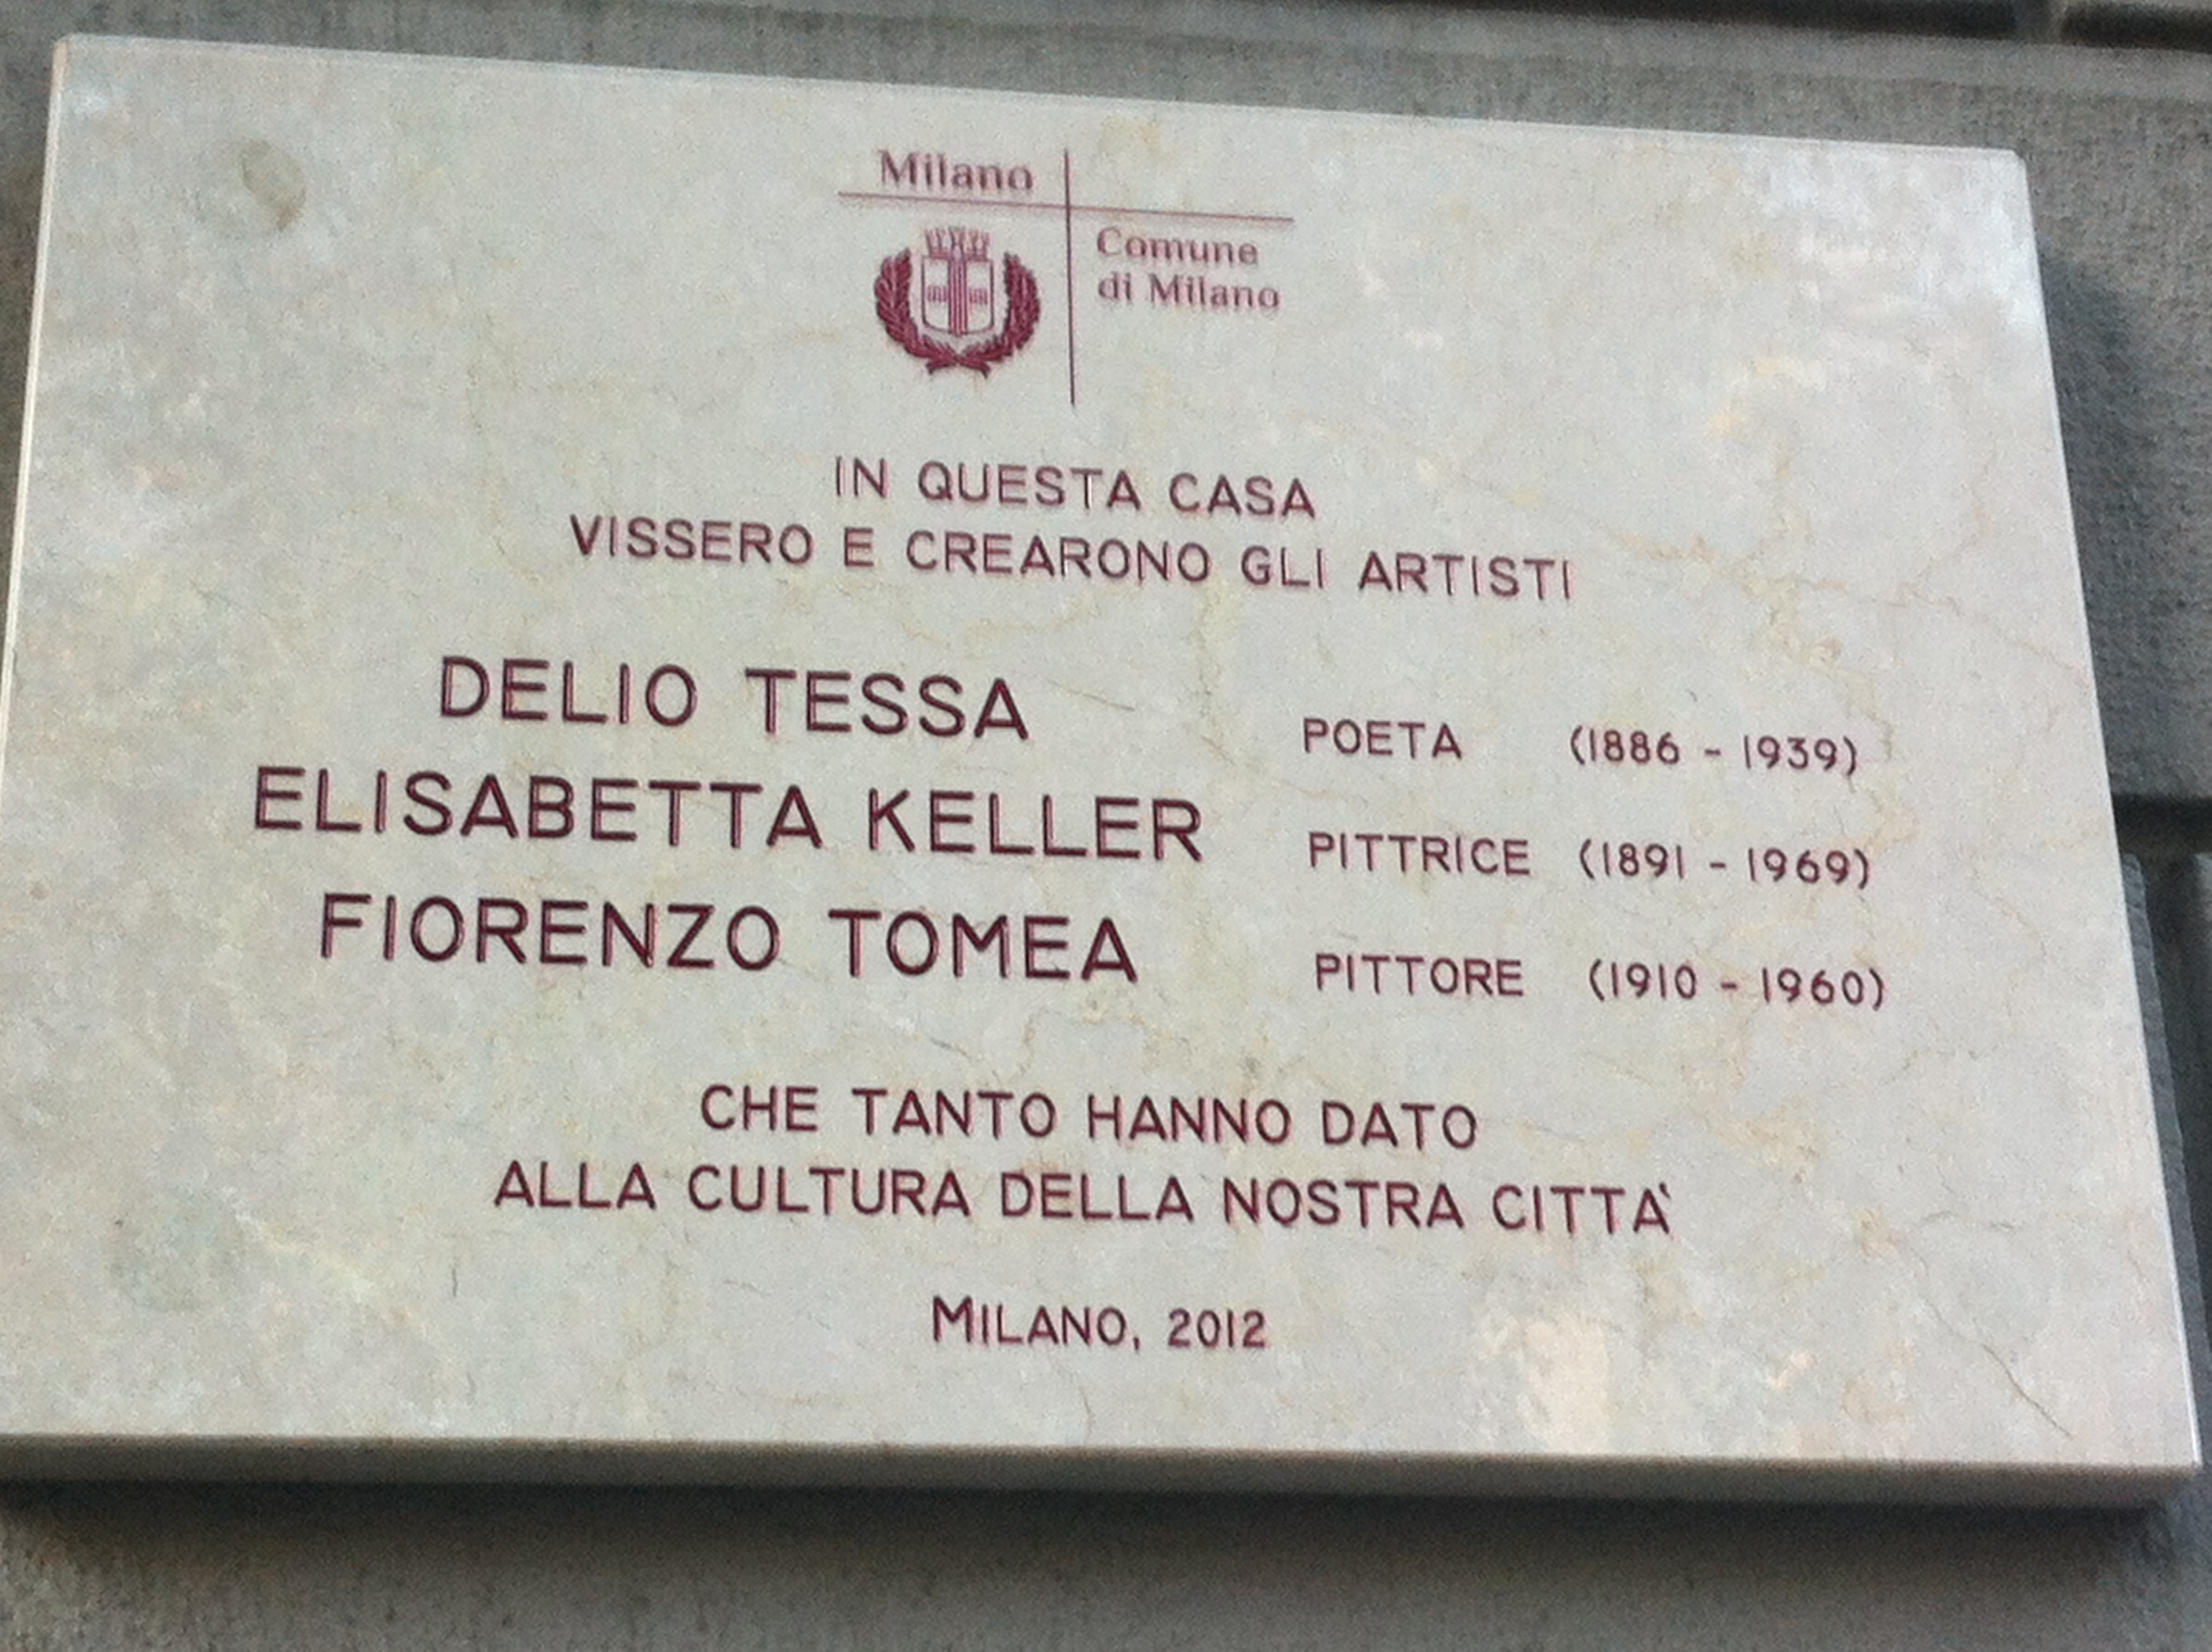 Milano
Comune
di Milano
IN QUESTA CASA
VISSERO E CREARONO GLI ARTISTI
DELIO TESSA POETA (1886 - 1939)
ELISABETTA KELLER PITTRICE (1891 - 1969)
FIORENZO TOMEA PITTORE (1910 - 1960)
CHE TANTO HANNO DATO
ALLA CULTURA DELLA NOSTRA CITTA'
MILANO, 2012